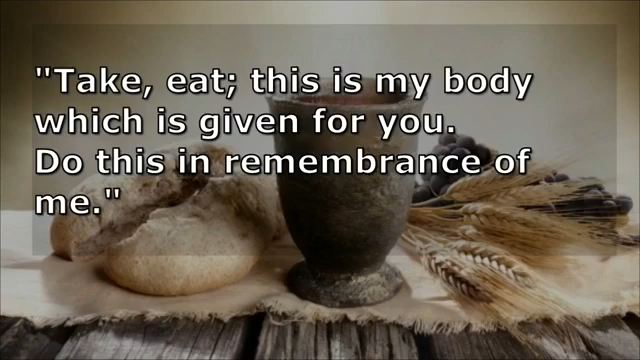 "Take, eat; this is my body
which is given for you.
Do this in remembrance of
me."